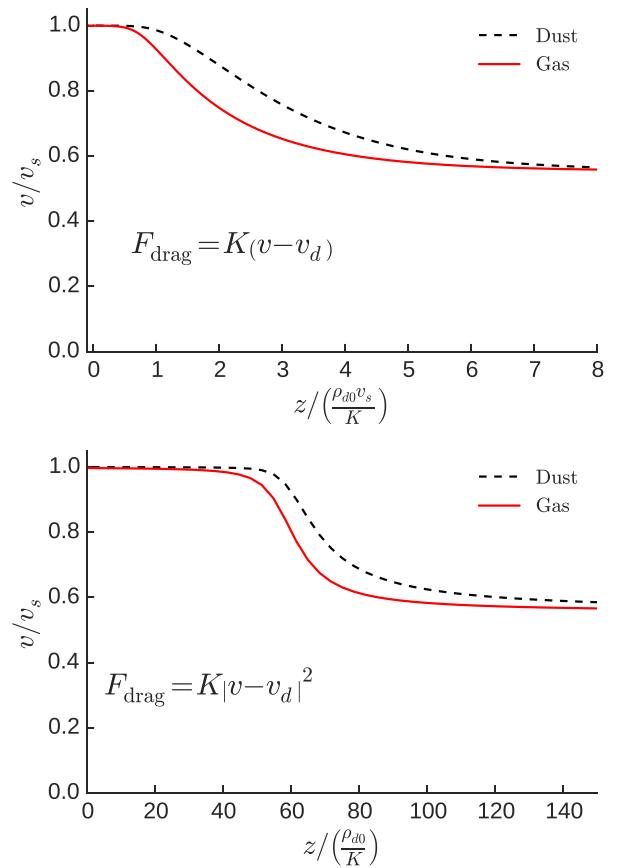 1.0
0.8
0.6
0.4
0.2
0.0
v/v_s
Dust
Gas
F_drag = K(v−v_d)
0 1 2 3 4 5 6 7 8
z/(ρ_d0 v_s / K)
1.0
0.8
0.6
0.4
0.2
0.0
v/v_s
Dust
Gas
F_drag = K|v−v_d|²
0 20 40 60 80 100 120 140
z/(ρ_d0 / K)